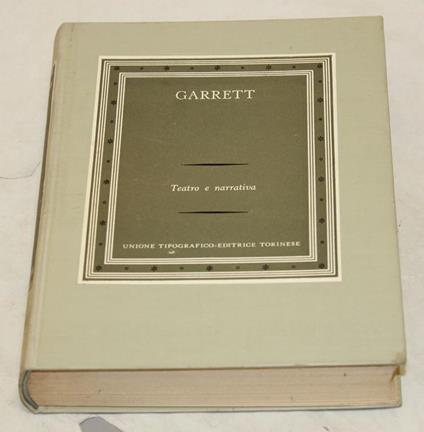 GARRETT
Teatro e narrativa
UNIONE TIPOGRAFICO-EDITRICE TORINESE